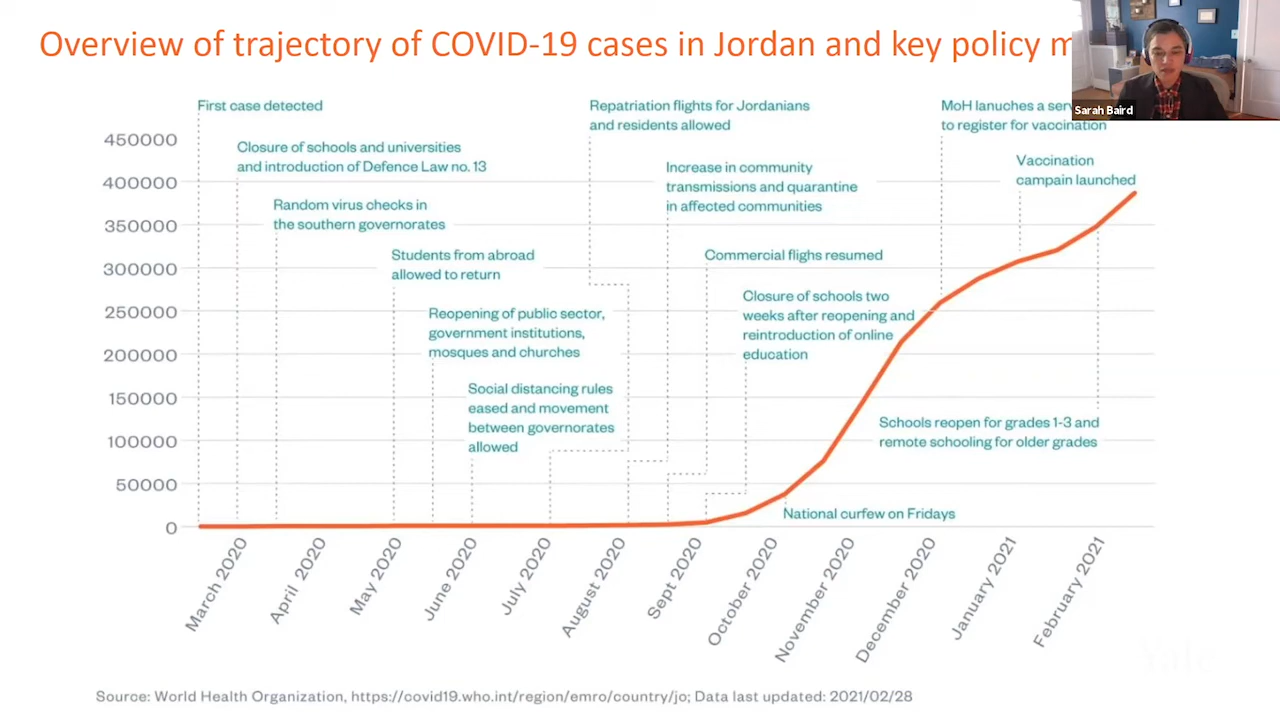 Overview of trajectory of COVID-19 cases in Jordan and key policy
Sarah Baird
First case detected
Repatriation flights for Jordanians
and residents allowed
MoH lanuches a
to register for vaccination
450000
400000
350000
300000
250000
200000
150000
100000
50000
0
Closure of schools and universities
and introduction of Defence Law no. 13
Increase in community
transmissions and quarantine
in affected communities
Vaccination
campain launched
Random virus checks in
the southern governorates
Students from abroad
allowed to return
Commercial flighs resumed
Reopening of public sector,
government institutions,
mosques and churches
Closure of schools two
weeks after reopening and
reintroduction of online
education
Social distancing rules
eased and movement
between governorates
allowed
Schools reopen for grades 1-3 and
remote schooling for older grades
National curfew on Fridays
March 2020
April 2020
May 2020
June 2020
July 2020
August 2020
Sept 2020
October 2020
November 2020
December 2020
January 2021
February 2021
Yale
Source: World Health Organization, https://covid19.who.int/region/emro/country/jo; Data last updated: 2021/02/28